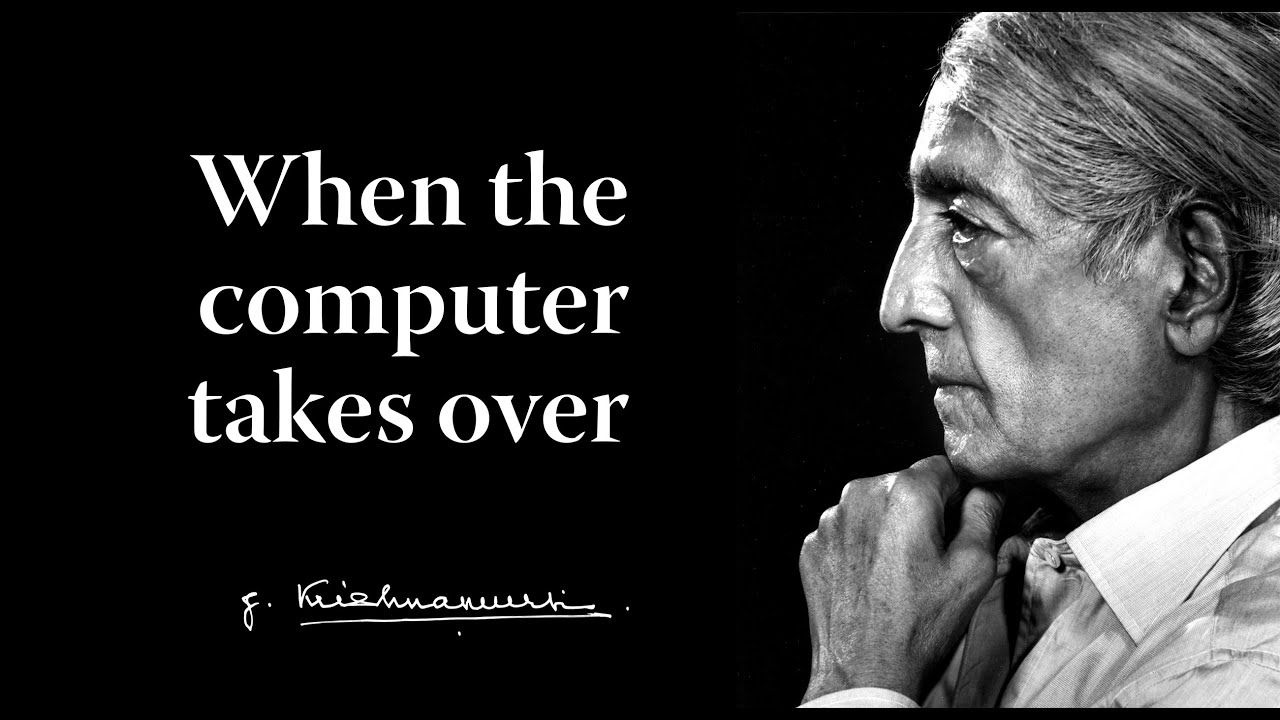 When the
computer
takes over
J. Krishnamurti.